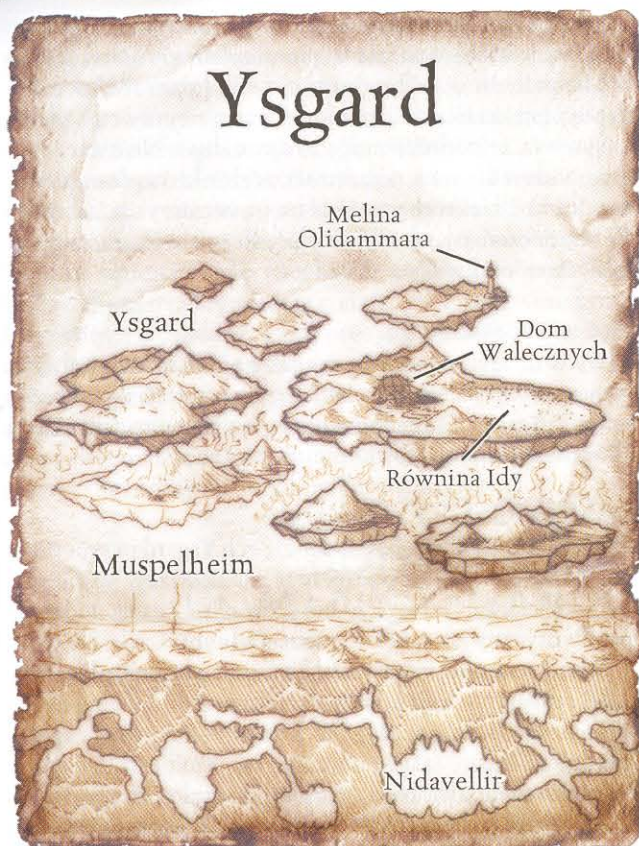 Ysgard
Melina
Olidammara
Ysgard
Dom
Walecznych
Równina Idy
Muspelheim
Nidavellir